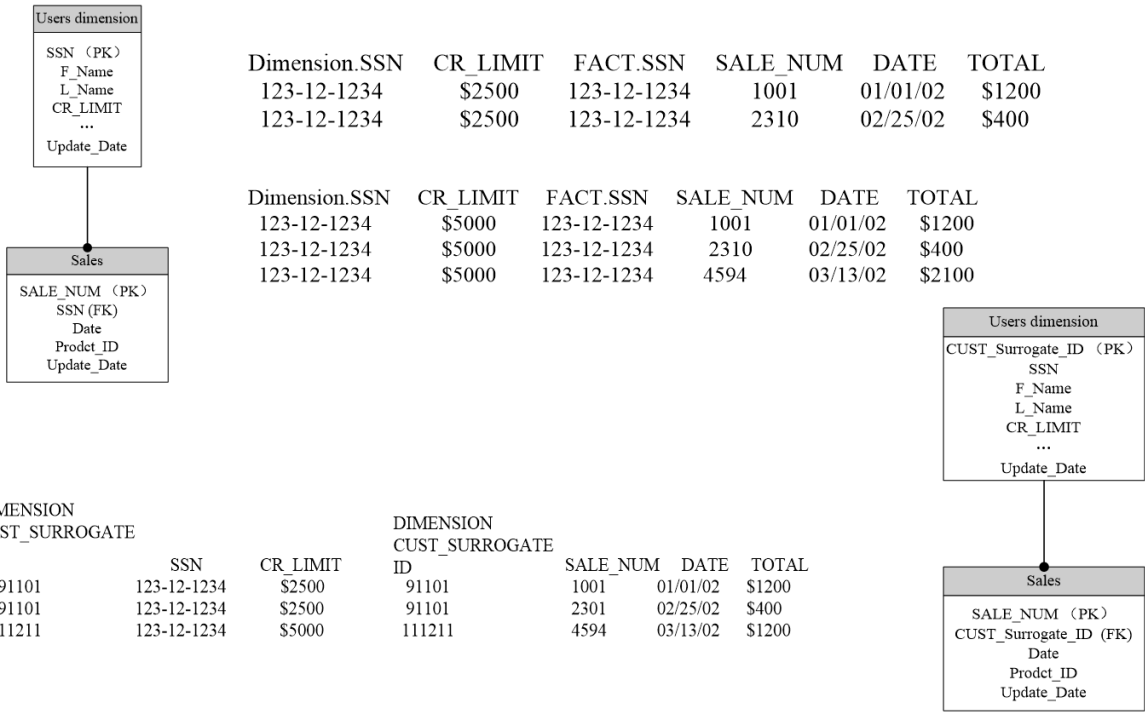 Users dimension
SSN （PK）
F_Name
L_Name
CR_LIMIT
...
Update_Date
Dimension.SSN CR_LIMIT FACT.SSN SALE_NUM DATE TOTAL
123-12-1234 $2500 123-12-1234 1001 01/01/02 $1200
123-12-1234 $2500 123-12-1234 2310 02/25/02 $400
Dimension.SSN CR_LIMIT FACT.SSN SALE_NUM DATE TOTAL
123-12-1234 $5000 123-12-1234 1001 01/01/02 $1200
123-12-1234 $5000 123-12-1234 2310 02/25/02 $400
123-12-1234 $5000 123-12-1234 4594 03/13/02 $2100
Sales
SALE_NUM （PK）
SSN (FK)
Date
Prodct_ID
Update_Date
Users dimension
CUST_Surrogate_ID （PK）
SSN
F_Name
L_Name
CR_LIMIT
...
Update_Date
MENSION
ST_SURROGATE
DIMENSION
CUST_SURROGATE
SSN CR_LIMIT ID SALE_NUM DATE TOTAL
91101 123-12-1234 $2500 91101 1001 01/01/02 $1200
91101 123-12-1234 $2500 91101 2301 02/25/02 $400
11211 123-12-1234 $5000 111211 4594 03/13/02 $1200
Sales
SALE_NUM （PK）
CUST_Surrogate_ID (FK)
Date
Prodct_ID
Update_Date